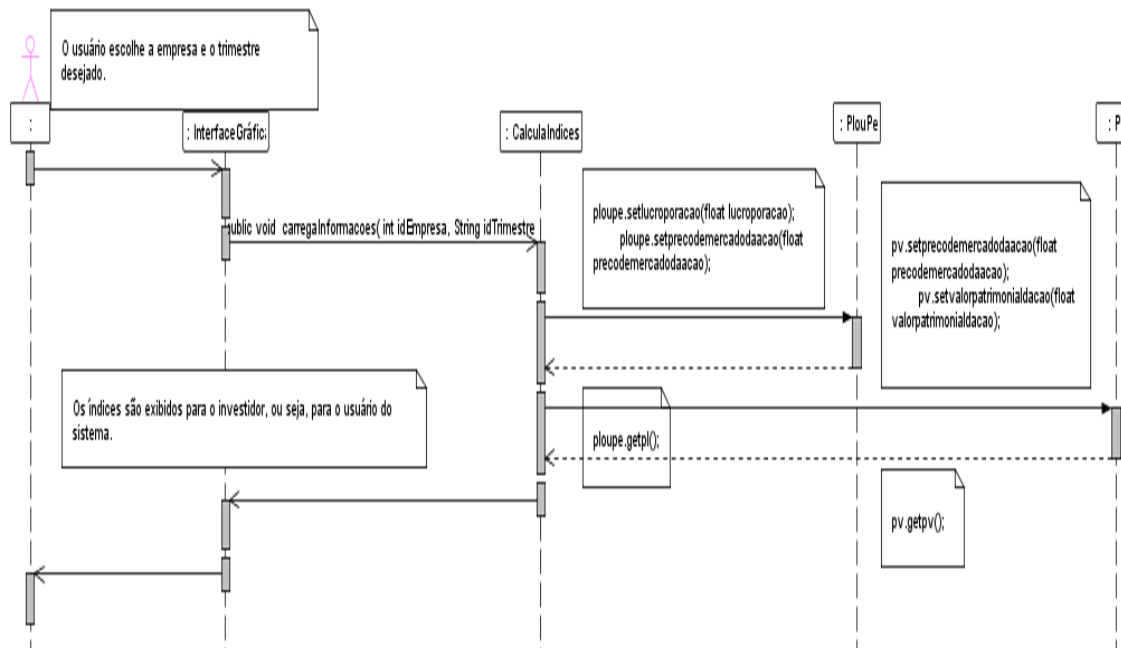 O usuário escolhe a empresa e o trimestre
desejado.
:
: InterfaceGráfica
: CalculaIndices
: PlouPe
: P
public void carregaInformacoes( int idEmpresa, String idTrimestre
ploupe.setlucroporacao(float lucroporacao);
ploupe.setprecodemercadodaacao(float
precodemercadodaacao);
pv.setprecodemercadodaacao(float
precodemercadodaacao);
pv.setvalorpatrimonialdacao(float
valorpatrimonialdacao);
Os índices são exibidos para o investidor, ou seja, para o usuário do
sistema.
ploupe.getpl();
pv.getpv();